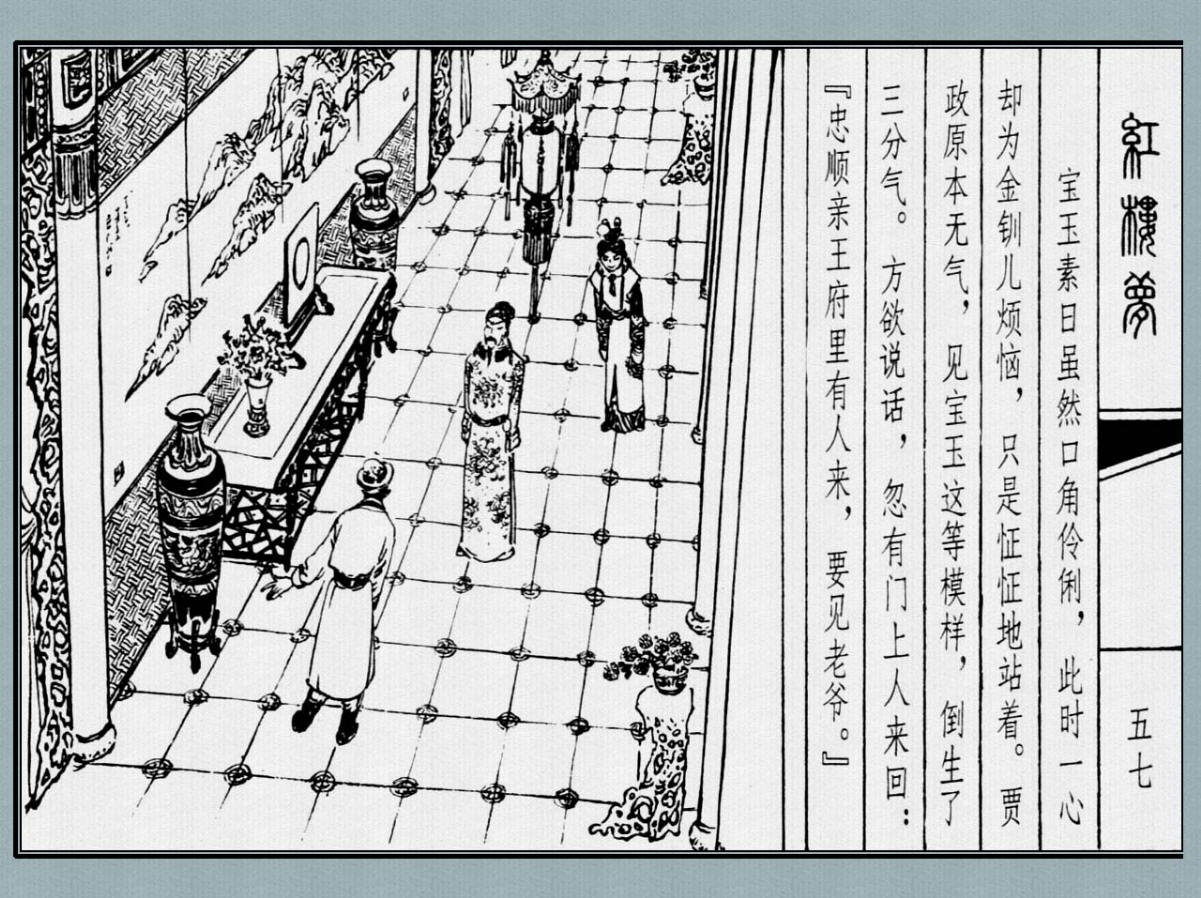 紅樓夢
五七
宝玉素日虽然口角伶俐，此时一心
却为金钏儿烦恼，只是怔怔地站着。贾
政原本无气，见宝玉这等模样，倒生了
三分气。方欲说话，忽有门上人来回：
『忠顺亲王府里有人来，要见老爷。』